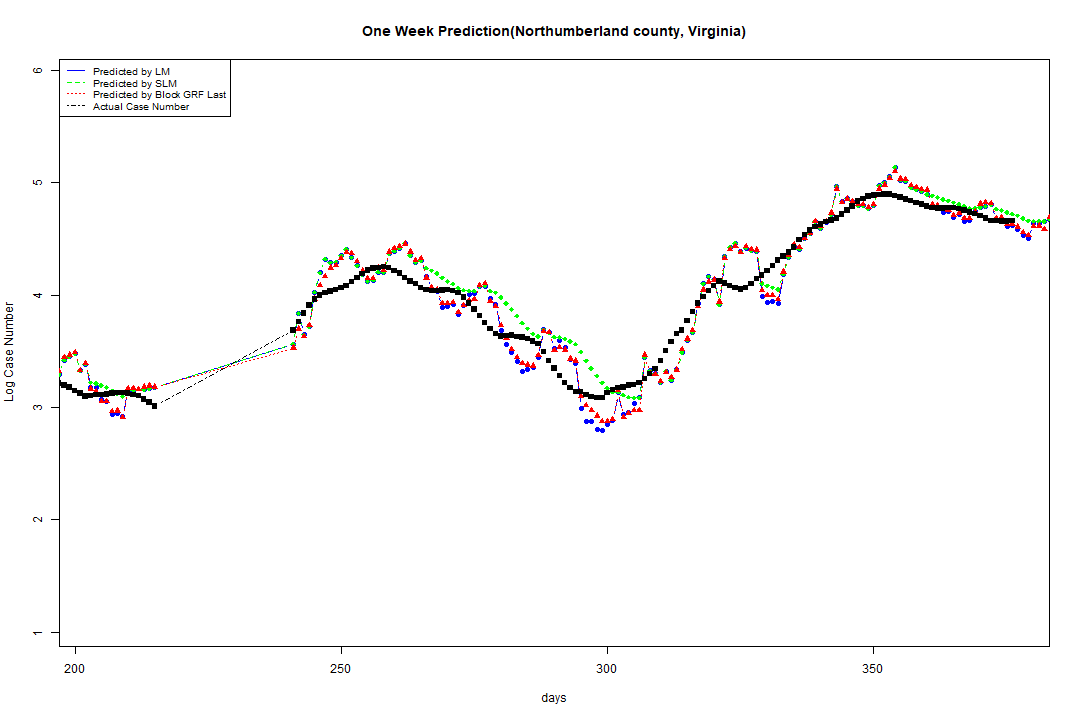 One Week Prediction(Northumberland county, Virginia)
Predicted by LM
Predicted by SLM
Predicted by Block GRF Last
Actual Case Number
6
5
4
3
2
1
Log Case Number
200
250
300
350
days